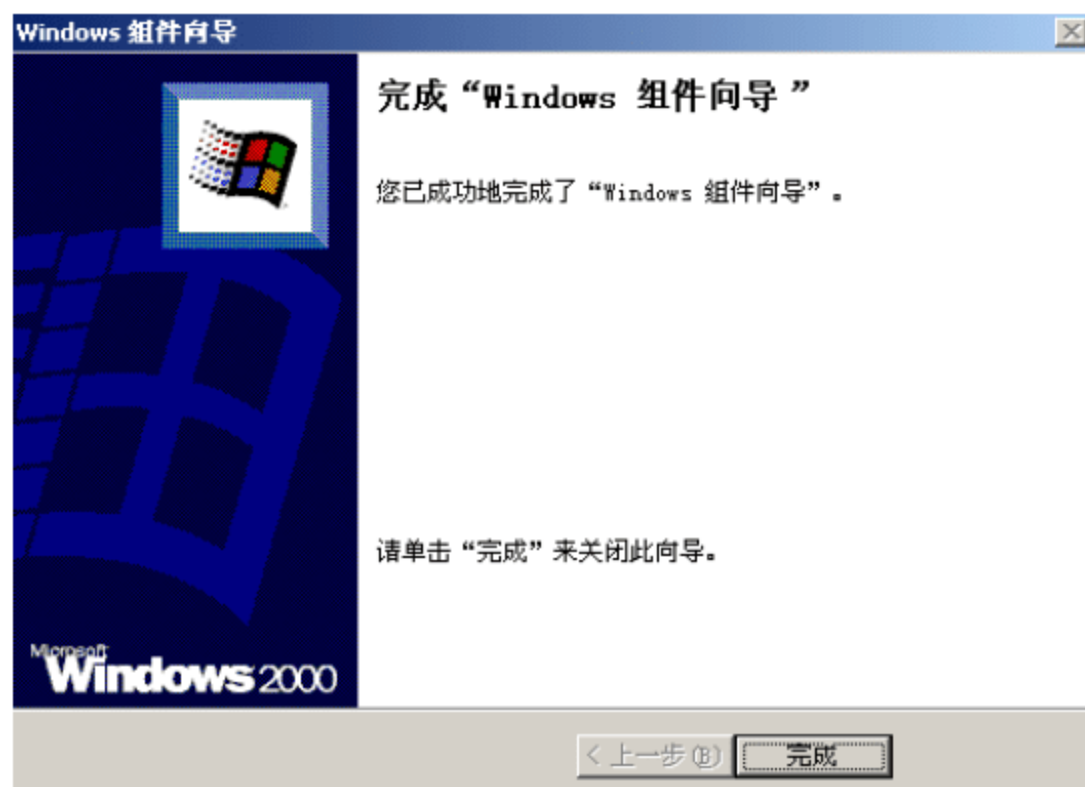 Windows 组件向导
完成“Windows 组件向导 ”
您已成功地完成了“Windows 组件向导”。
请单击“完成”来关闭此向导。
Microsoft
Windows 2000
< 上一步(B)
完成